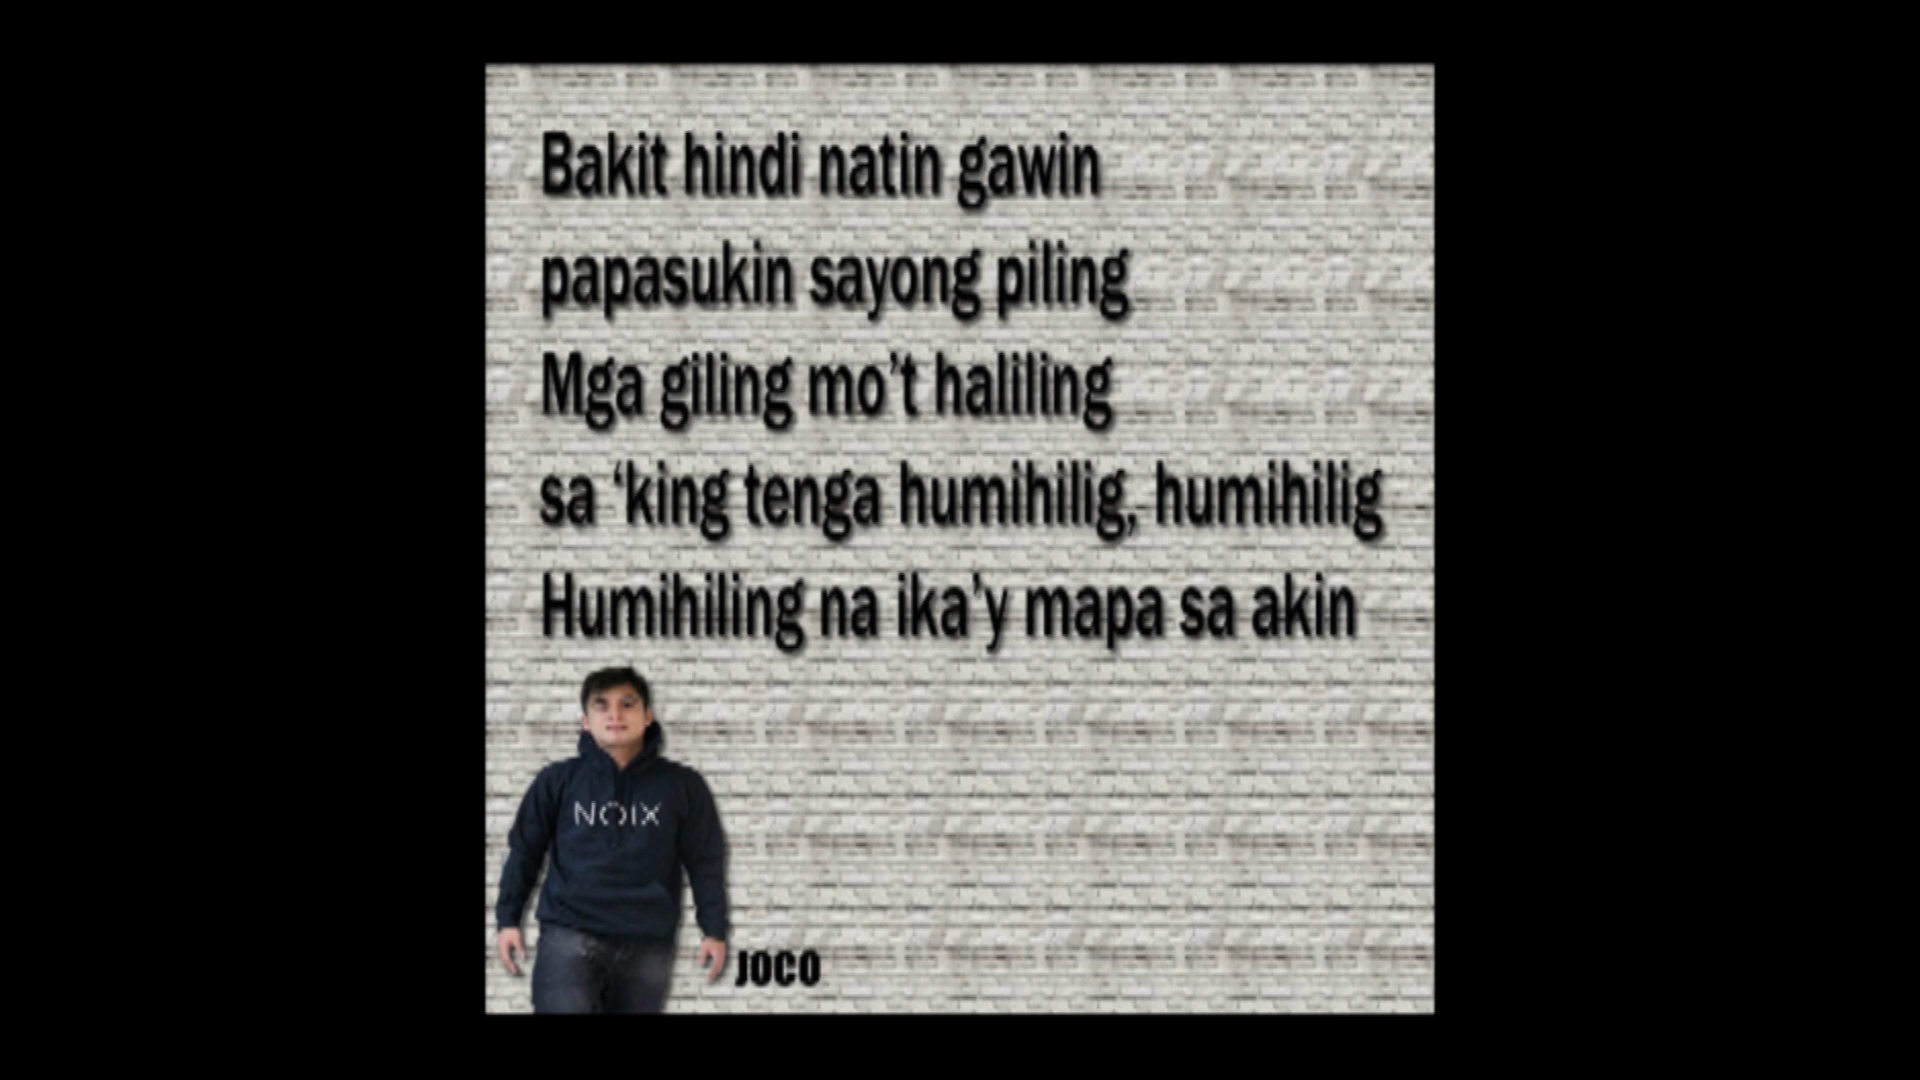 Bakit hindi natin gawin
papasukin sayong piling
Mga giling mo’t haliling
sa ‘king tenga humihilig, humihilig
Humihiling na ika’y mapa sa akin
NOIX
JOCO